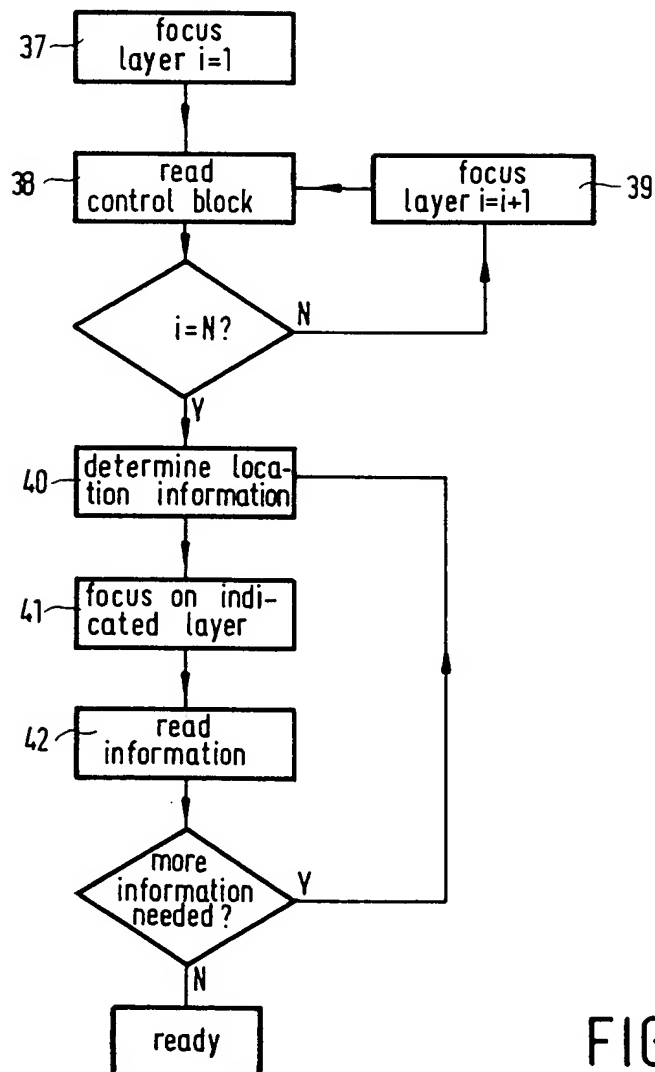 37
focus
layer i=1
38
read
control block
focus
layer i=i+1
39
i=N?
N
Y
40
determine loca-
tion information
41
focus on indi-
cated layer
42
read
information
more
information
needed?
Y
N
ready
FIG